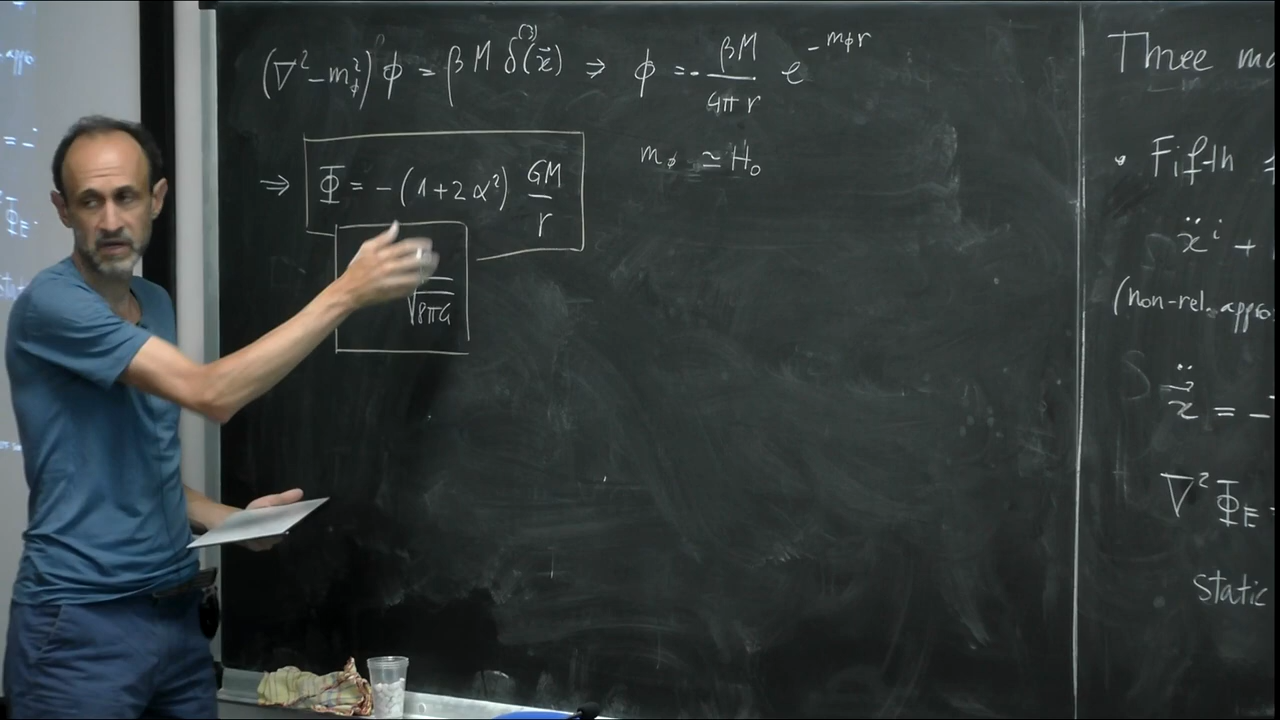 (∇² - m_ϕ²) ϕ = β M δ⁽³⁾(x⃗) ⇒ ϕ = - βM/(4π r) e^{-m_ϕ r}
⇒ Φ = - (1 + 2α²) GM/r
m_ϕ ≃ H₀
√8πG
Three
• Fifth
ẍ^i +
(non-rel. appro
ẍ⃗ = -
∇² Φ_E
static